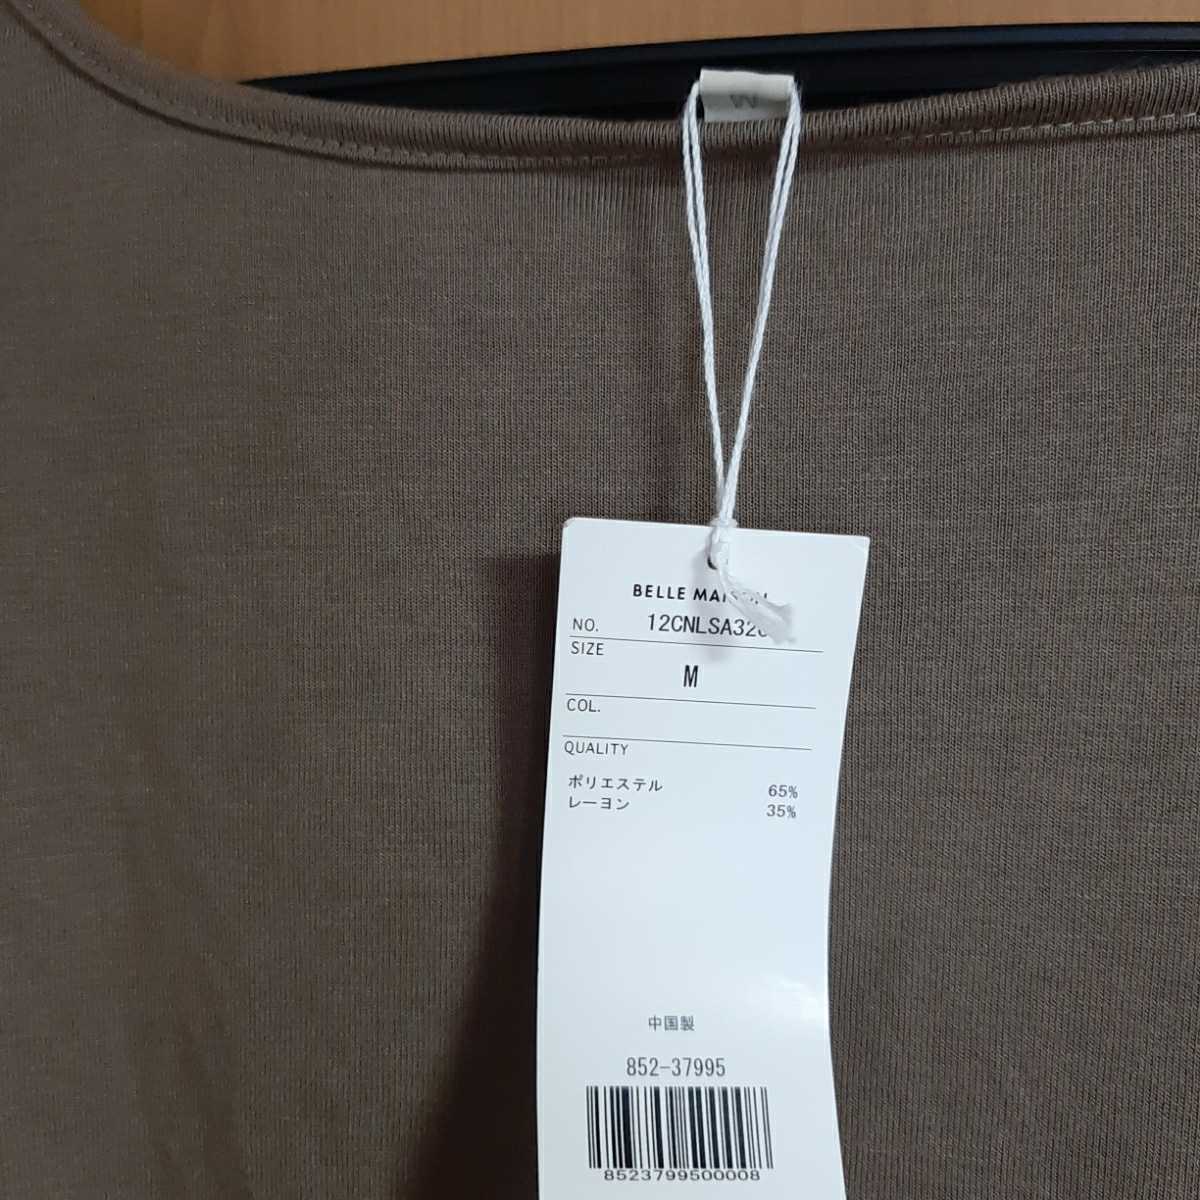 M
BELLE MAISON
NO.
SIZE M
COL.
QUALITY
ポリエステル 65%
レーヨン 35%
中国製
852-37995
8523799500008